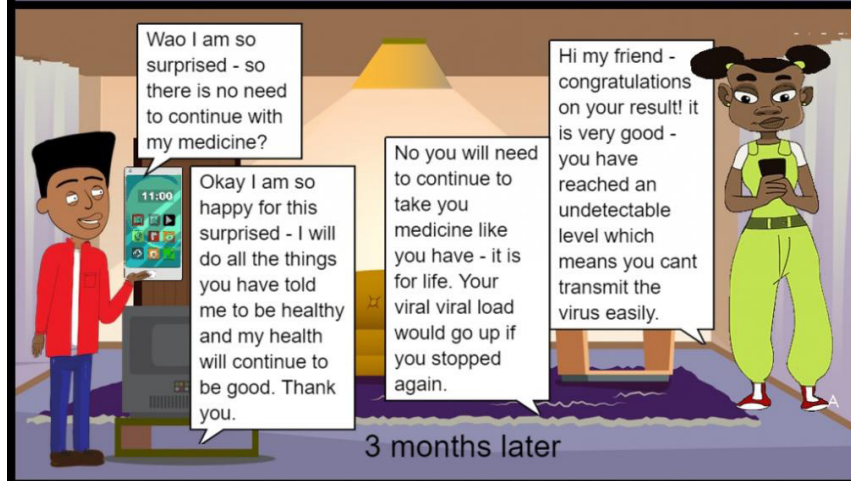 Hi my friend -
congratulations
on your result! it
is very good -
you have
reached an
undetectable
level which
means you cant
transmit the
virus easily.
Wao I am so
surprised - so
there is no need
to continue with
my medicine?
No you will need
to continue to
take you
medicine like
you have - it is
for life. Your
viral viral load
would go up if
you stopped
again.
Okay I am so
happy for this
surprised - I will
do all the things
you have told
me to be healthy
and my health
will continue to
be good. Thank
you.
11:00
3 months later
A